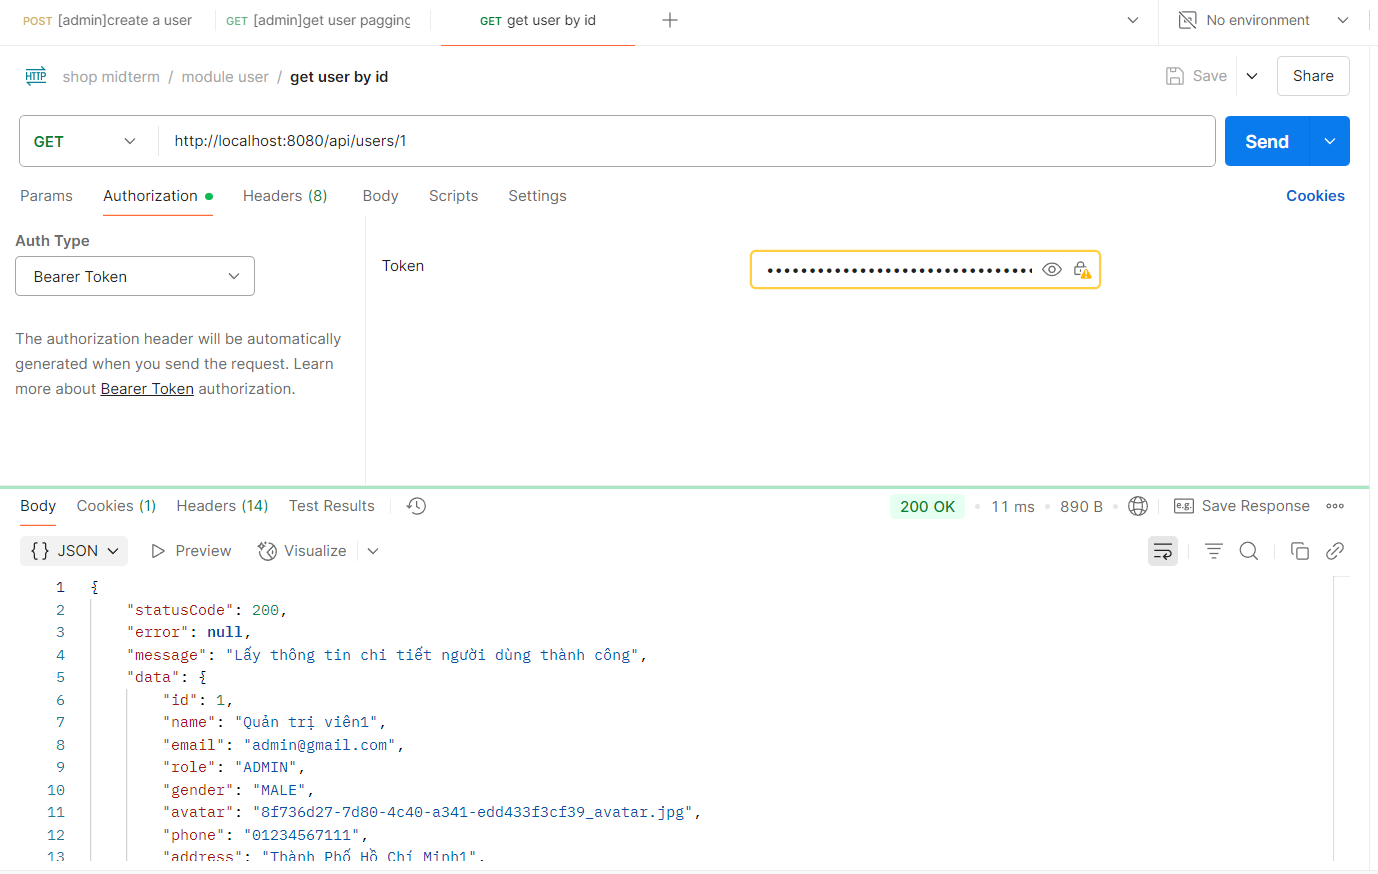 POST [admin]create a user
GET [admin]get user pagging
GET get user by id
No environment
HTTP shop midterm / module user / get user by id
Save
Share
GET http://localhost:8080/api/users/1
Send
Params Authorization Headers (8) Body Scripts Settings
Cookies
Auth Type
Bearer Token
The authorization header will be automatically
generated when you send the request. Learn
more about Bearer Token authorization.
Token
Body Cookies (1) Headers (14) Test Results
200 OK • 11 ms • 890 B •
e.g. Save Response
{} JSON Preview Visualize
1 {
2 "statusCode": 200,
3 "error": null,
4 "message": "Lấy thông tin chi tiết người dùng thành công",
5 "data": {
6 "id": 1,
7 "name": "Quản trị viên1",
8 "email": "admin@gmail.com",
9 "role": "ADMIN",
10 "gender": "MALE",
11 "avatar": "8f736d27-7d80-4c40-a341-edd433f3cf39_avatar.jpg",
12 "phone": "01234567111",
13 "address": "Thành Phố Hồ Chí Minh1",